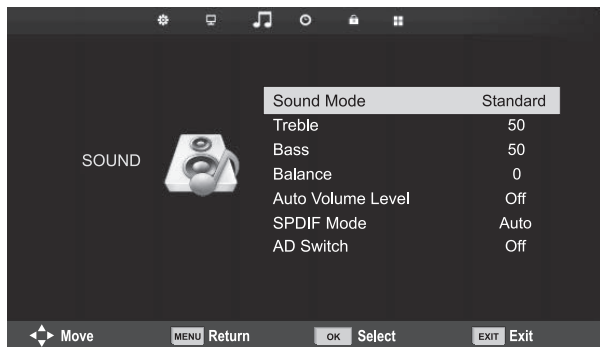 Sound Mode Standard
Treble 50
Bass 50
SOUND
Balance 0
Auto Volume Level Off
SPDIF Mode Auto
AD Switch Off
Move MENU Return OK Select EXIT Exit